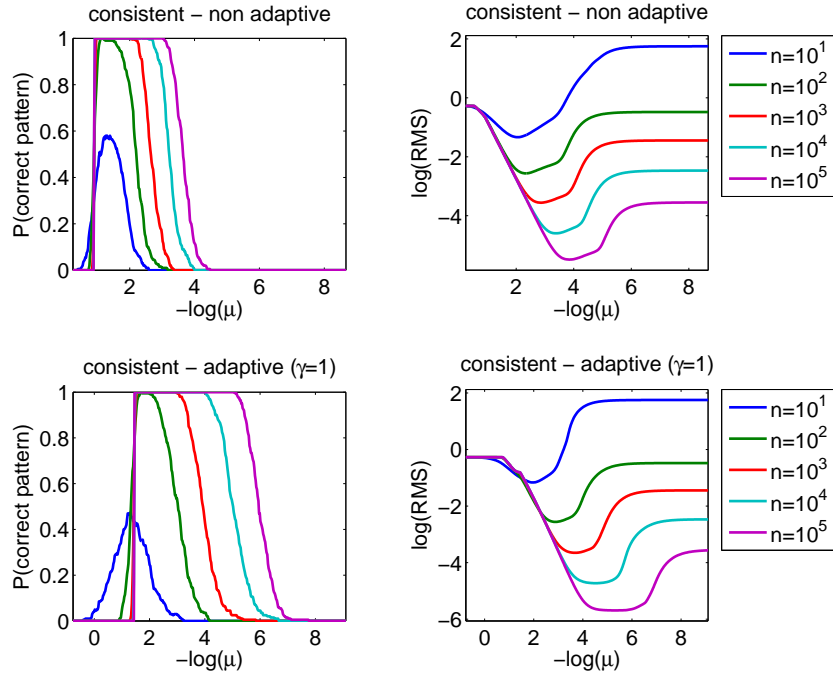 consistent – non adaptive
P(correct pattern)
1
0.8
0.6
0.4
0.2
0
2 4 6 8
–log(μ)
consistent – non adaptive
log(RMS)
2
0
−2
−4
2 4 6 8
–log(μ)
n=10^1
n=10^2
n=10^3
n=10^4
n=10^5
consistent – adaptive (γ=1)
P(correct pattern)
1
0.8
0.6
0.4
0.2
0
0 2 4 6 8
–log(μ)
consistent – adaptive (γ=1)
log(RMS)
2
0
−2
−4
−6
0 2 4 6 8
–log(μ)
n=10^1
n=10^2
n=10^3
n=10^4
n=10^5